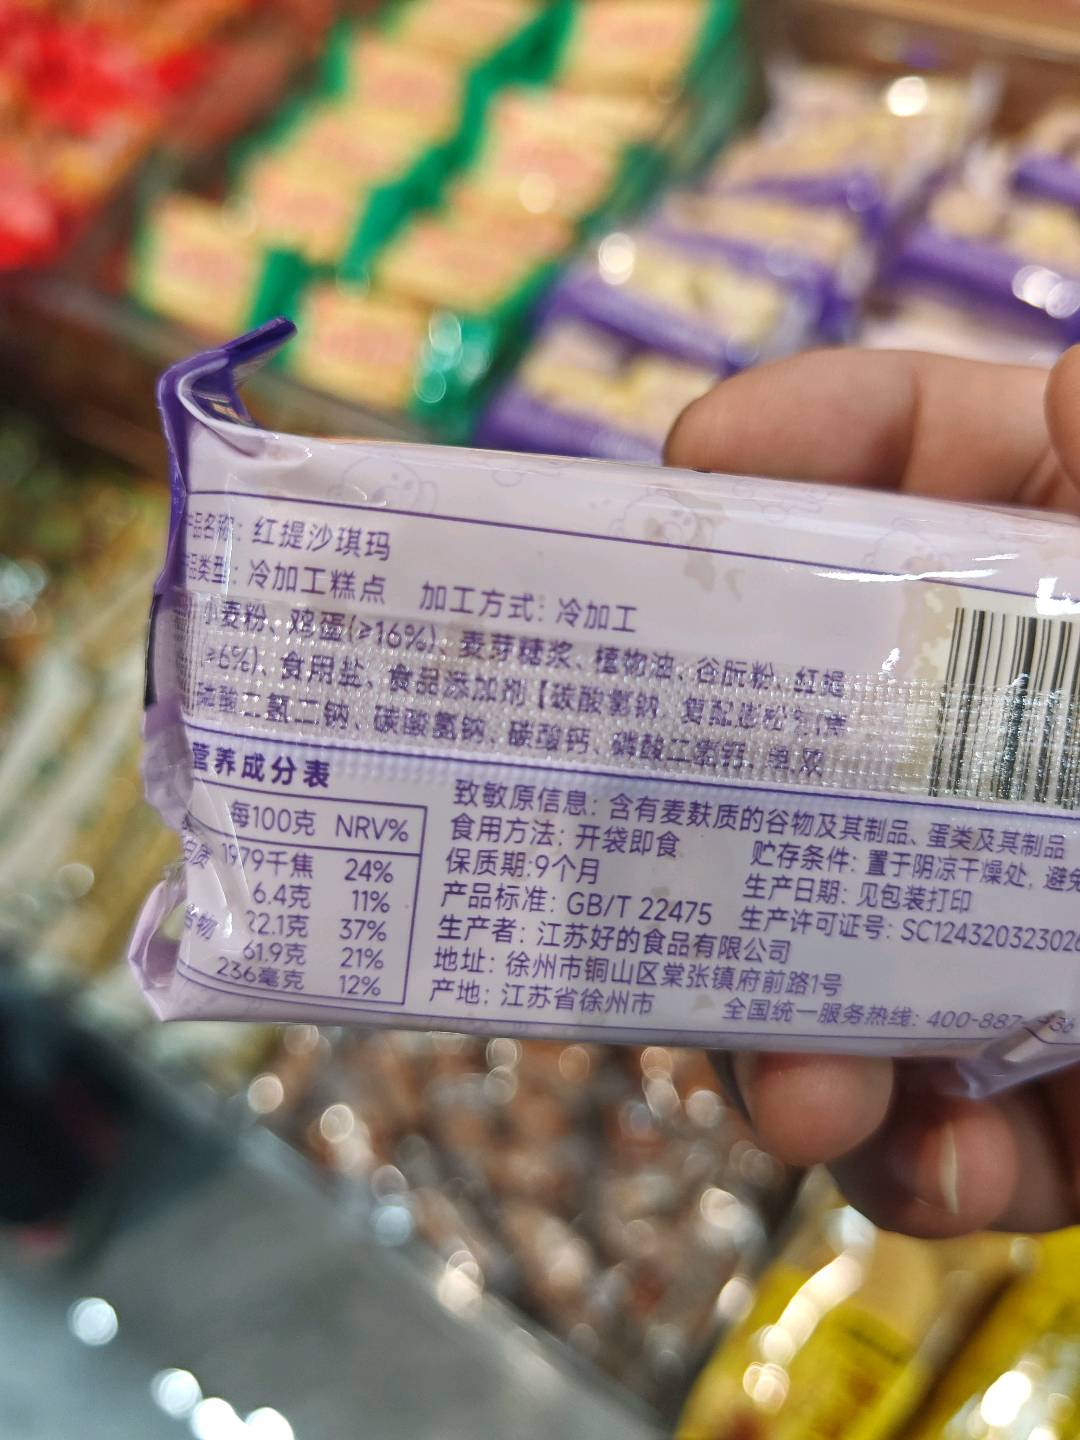 品名称: 红提沙琪玛
品类型: 冷加工糕点 加工方式: 冷加工
小麦粉、鸡蛋(≥16%)、麦芽糖浆、植物油、谷朊粉、红提
≥6%)、食用盐、食品添加剂【碳酸氢钠、复配膨松剂(焦
磷酸二氢二钠、碳酸氢钠、碳酸钙、磷酸二氢钙、单,双
营养成分表
每100克 NRV%
1979千焦 24%
白质 6.4克 11%
22.1克 37%
合物 61.9克 21%
236毫克 12%
致敏原信息: 含有麦麸质的谷物及其制品、蛋类及其制品
食用方法: 开袋即食
贮存条件: 置于阴凉干燥处, 避免
保质期:9个月
生产日期: 见包装打印
产品标准: GB/T 22475
生产许可证号: SC124320323026
生产者: 江苏好的食品有限公司
地址: 徐州市铜山区棠张镇府前路1号
产地: 江苏省徐州市
全国统一服务热线: 400-887